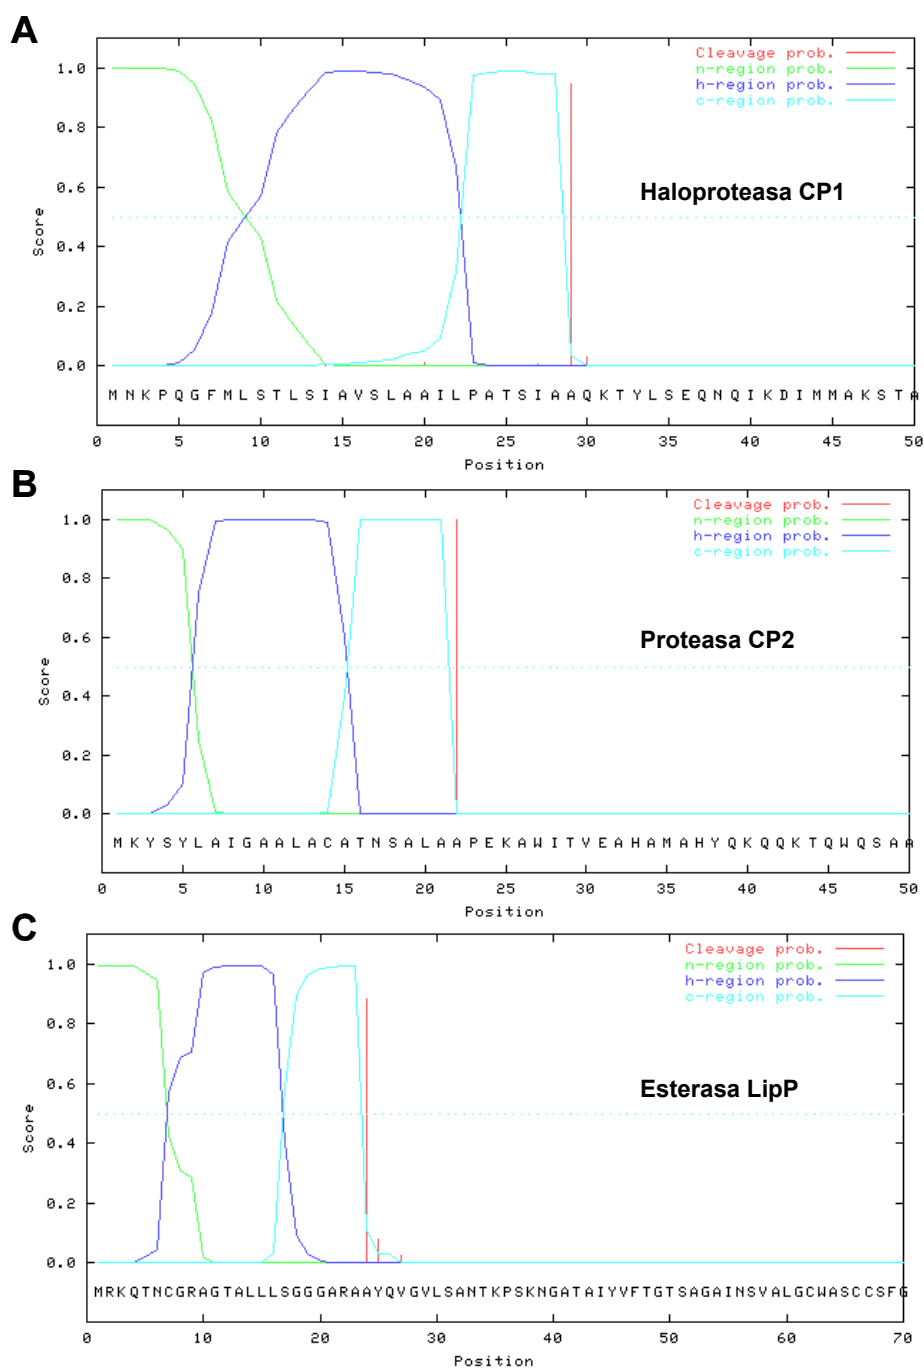 A
1.0
0.8
0.6
0.4
0.2
0.0
Score
Cleavage prob.
n-region prob.
h-region prob.
c-region prob.
Haloproteasa CP1
M N K P Q G F M L S T L S I A V S L A A I L P A T S I A A Q K T Y L S E Q N Q I K D I M M A K S T A
0 5 10 15 20 25 30 35 40 45 50
Position
B
1.0
0.8
0.6
0.4
0.2
0.0
Score
Cleavage prob.
n-region prob.
h-region prob.
c-region prob.
Proteasa CP2
M K Y S Y L A I G A A L A C A T N S A L A A P E K A W I T V E A H A M A H Y Q K Q Q K T Q W Q S A A
0 5 10 15 20 25 30 35 40 45 50
Position
C
1.0
0.8
0.6
0.4
0.2
0.0
Score
Cleavage prob.
n-region prob.
h-region prob.
c-region prob.
Esterasa LipP
MRKQTNCGRAGTALLLSGGGARAAYQVGVLSANTKPSKNGATAIYVFTGTSAGAINSVALGCWASCCSFG
0 10 20 30 40 50 60 70
Position